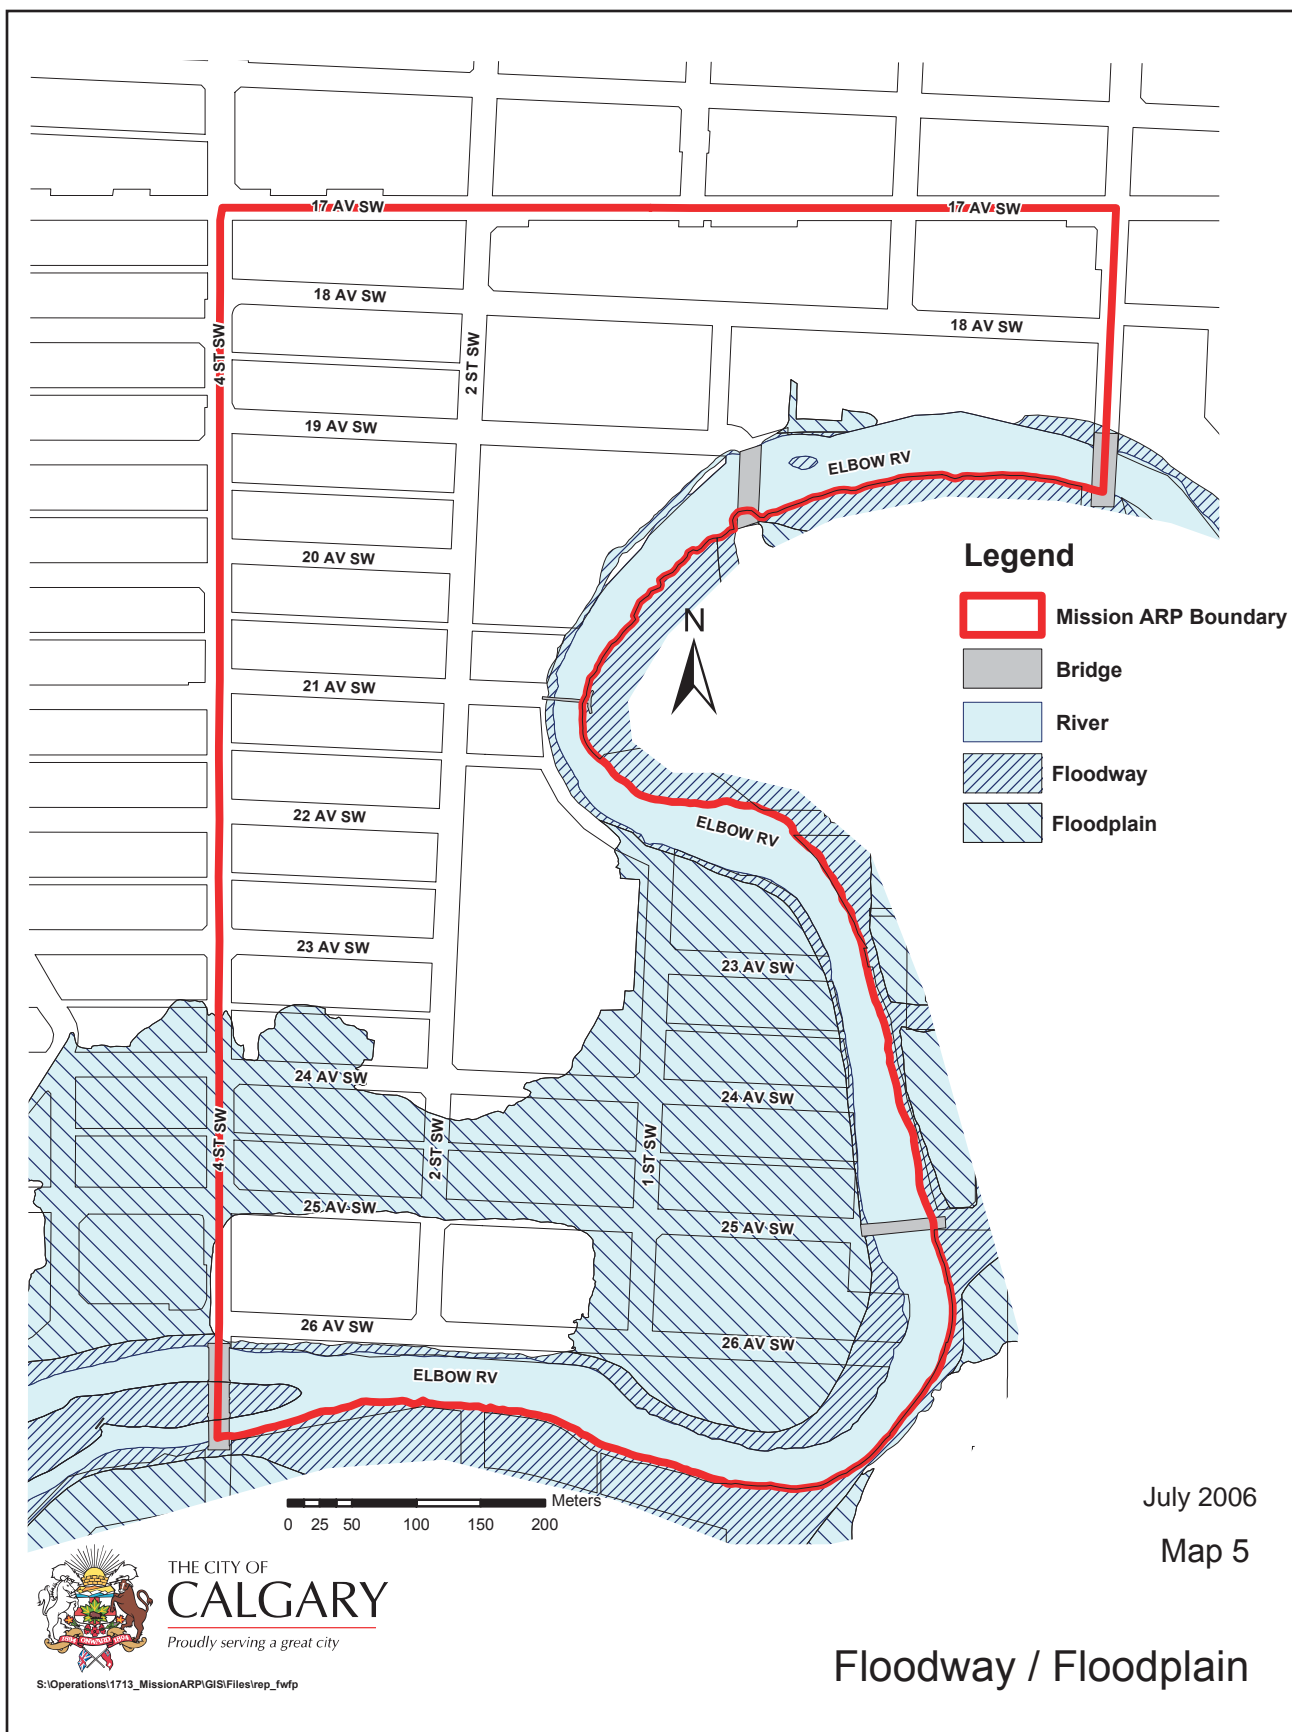 17 AV SW
17 AV SW
18 AV SW
18 AV SW
4 ST SW
2 ST SW
19 AV SW
ELBOW RV
20 AV SW
Legend
Mission ARP Boundary
Bridge
River
Floodway
Floodplain
N
21 AV SW
22 AV SW
ELBOW RV
23 AV SW
23 AV SW
24 AV SW
24 AV SW
4 ST SW
2 ST SW
1 ST SW
25 AV SW
25 AV SW
26 AV SW
26 AV SW
ELBOW RV
Meters
0 25 50 100 150 200
July 2006
Map 5
THE CITY OF
CALGARY
Proudly serving a great city
1884 ONWARD 1894
S:\Operations\1713_MissionARP\GIS\Files\rep_fwfp
Floodway / Floodplain